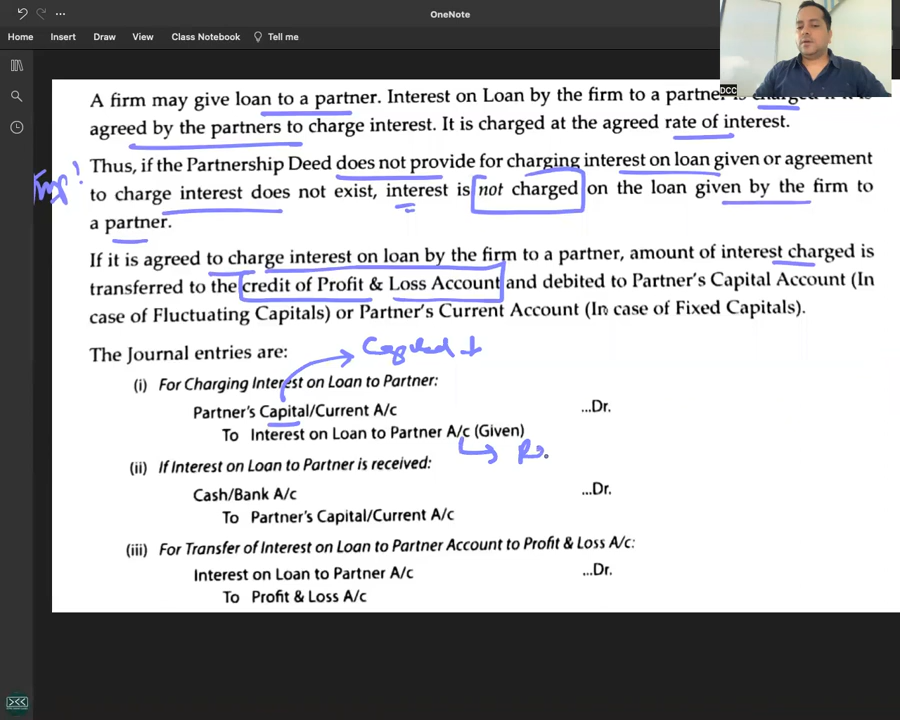 OneNote
Home Insert Draw View Class Notebook Tell me
DCC
A firm may give loan to a partner. Interest on Loan by the firm to a partner is charged if it is
agreed by the partners to charge interest. It is charged at the agreed rate of interest.
Thus, if the Partnership Deed does not provide for charging interest on loan given or agreement
Imp!
to charge interest does not exist, interest is not charged on the loan given by the firm to
a partner.
If it is agreed to charge interest on loan by the firm to a partner, amount of interest charged is
transferred to the credit of Profit & Loss Account and debited to Partner's Capital Account (In
case of Fluctuating Capitals) or Partner's Current Account (In case of Fixed Capitals).
The Journal entries are:
Capital ↓
(i) For Charging Interest on Loan to Partner:
Partner's Capital/Current A/c ...Dr.
To Interest on Loan to Partner A/c (Given)
(ii) If Interest on Loan to Partner is received:
Cash/Bank A/c ...Dr.
To Partner's Capital/Current A/c
(iii) For Transfer of Interest on Loan to Partner Account to Profit & Loss A/c:
Interest on Loan to Partner A/c ...Dr.
To Profit & Loss A/c